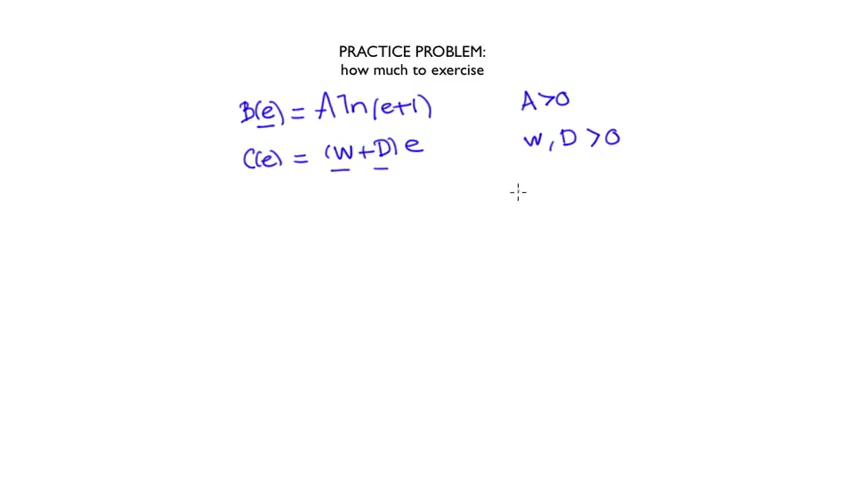 PRACTICE PROBLEM:
how much to exercise
B(e) = A ln(e+1) A>0
C(e) = (W+D)e W, D >0